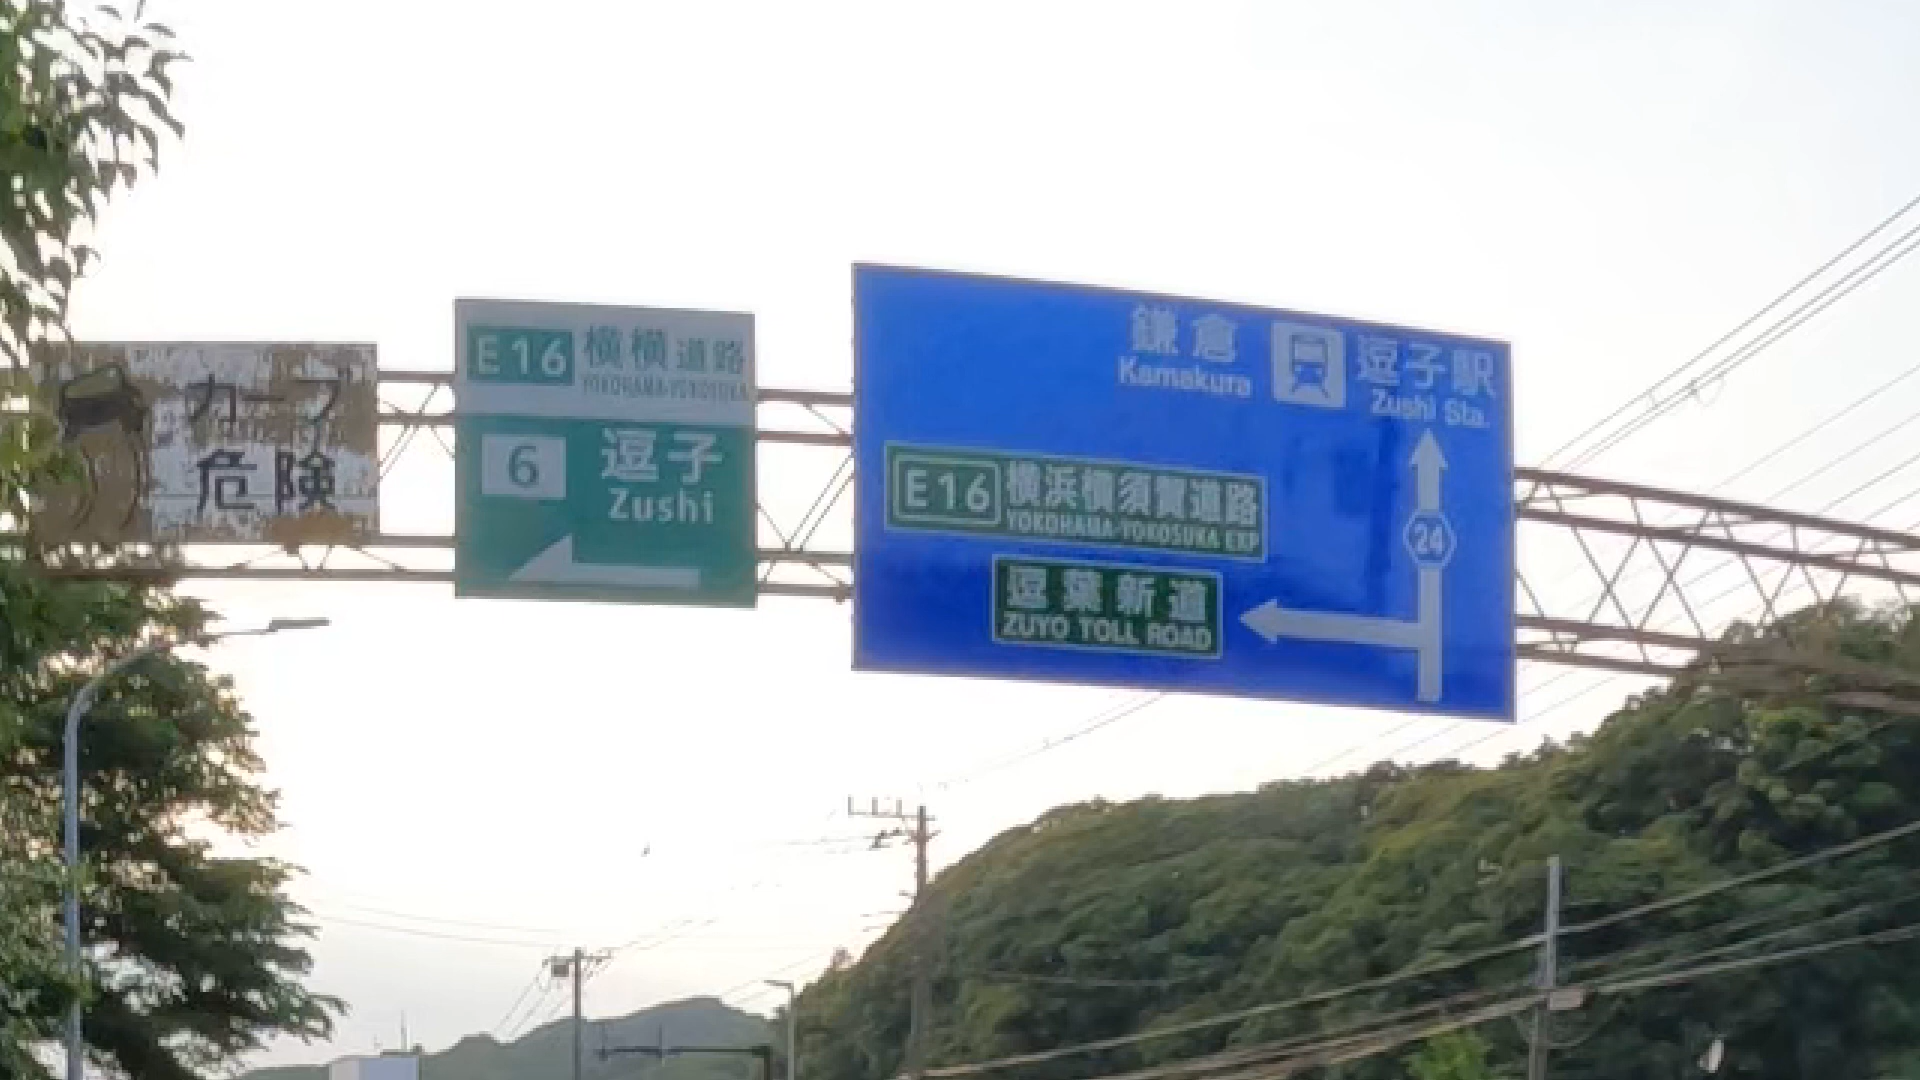 カーブ
危険
E16 横横道路
YOKOHAMA-YOKOSUKA
6 逗子
Zushi
鎌倉
Kamakura
逗子駅
Zushi Sta.
E16 横浜横須賀道路
YOKOHAMA-YOKOSUKA EXP
24
逗葉新道
ZUYO TOLL ROAD